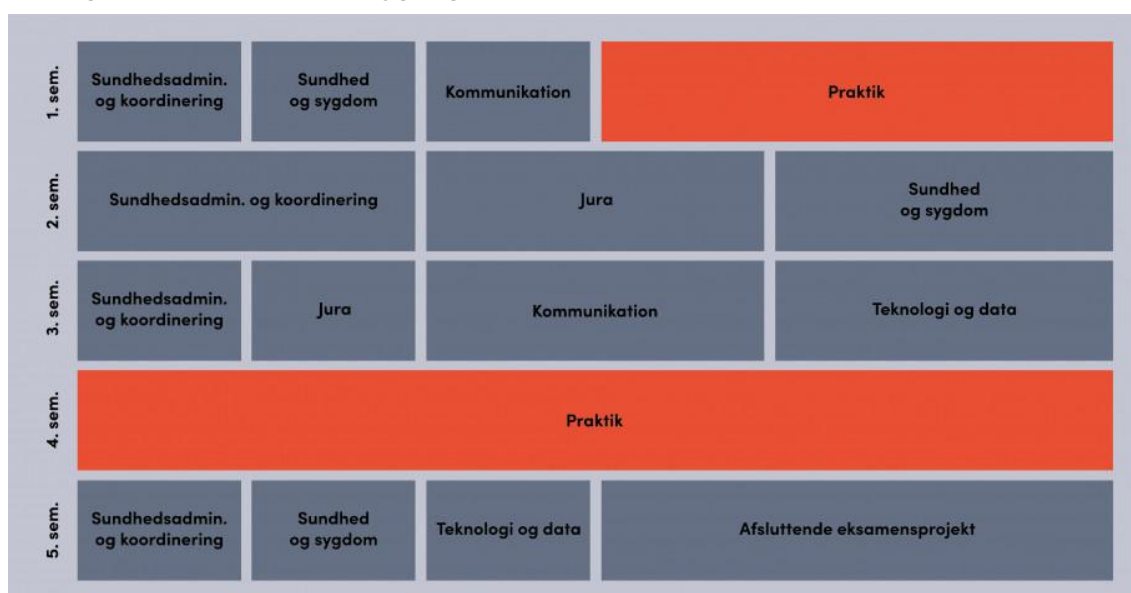 1. sem.
Sundhedsadmin.
og koordinering
Sundhed
og sygdom
Kommunikation
Praktik
2. sem.
Sundhedsadmin. og koordinering
Jura
Sundhed
og sygdom
3. sem.
Sundhedsadmin.
og koordinering
Jura
Kommunikation
Teknologi og data
4. sem.
Praktik
5. sem.
Sundhedsadmin.
og koordinering
Sundhed
og sygdom
Teknologi og data
Afsluttende eksamensprojekt